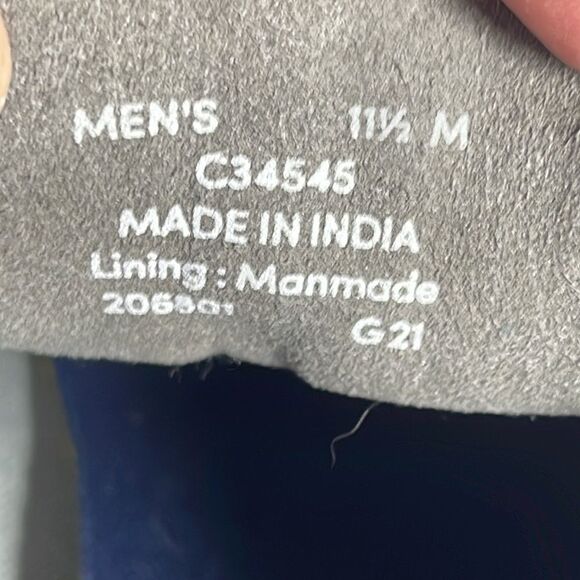 MEN'S 11½ M
C34545
MADE IN INDIA
Lining : Manmade
G21